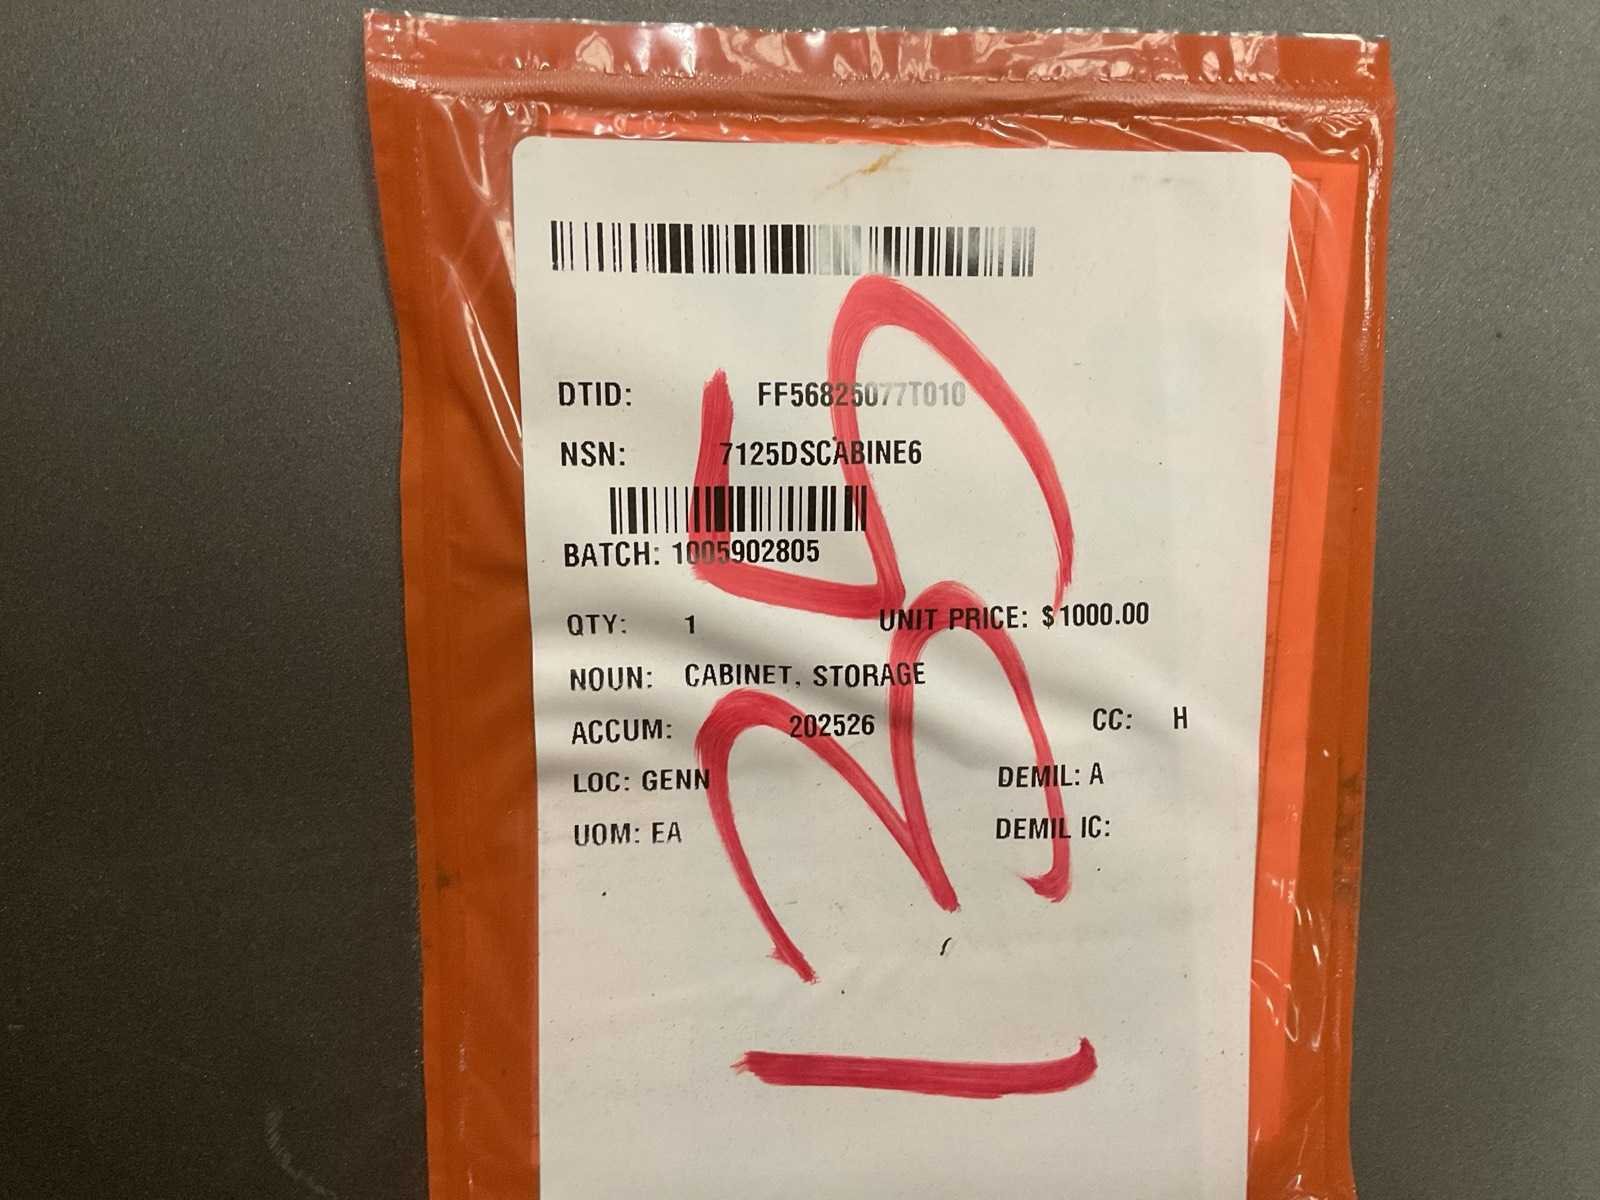 DTID: FF56825077T010
NSN: 7125DSCABINE6
BATCH: 1005902805
QTY: 1 UNIT PRICE: $1000.00
NOUN: CABINET, STORAGE
ACCUM: 202526 CC: H
LOC: GENN DEMIL: A
UOM: EA DEMIL IC:
135